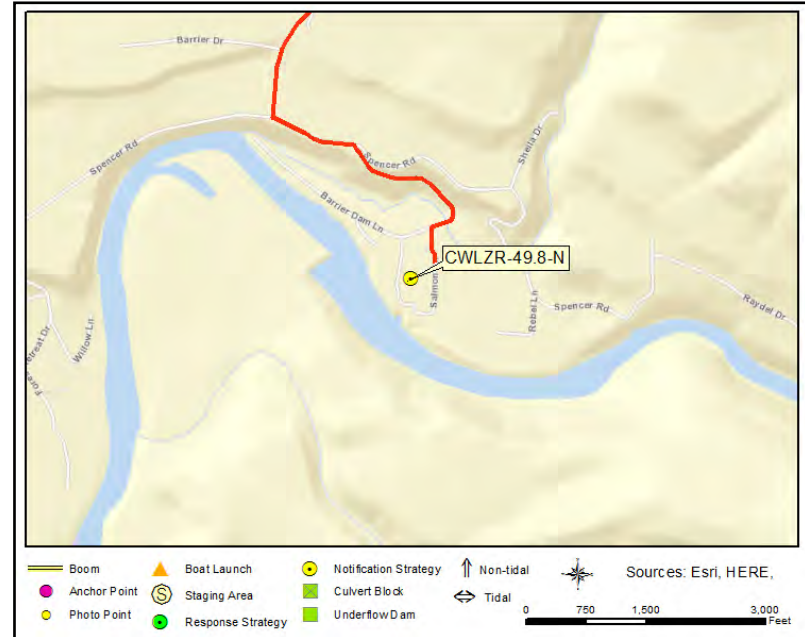 Barrier Dr
Spencer Rd
Spencer Rd
Sheila Dr
Barrier Dam Ln
CWLZR-49.8-N
Salmon
Rebel Ln
Spencer Rd
Raydel Dr
Willow Ln
treat Dr
Boom
Boat Launch
Notification Strategy
Non-tidal
Sources: Esri, HERE,
Anchor Point
Staging Area
S
Culvert Block
Tidal
Photo Point
Response Strategy
Underflow Dam
0 750 1,500 3,000
Feet